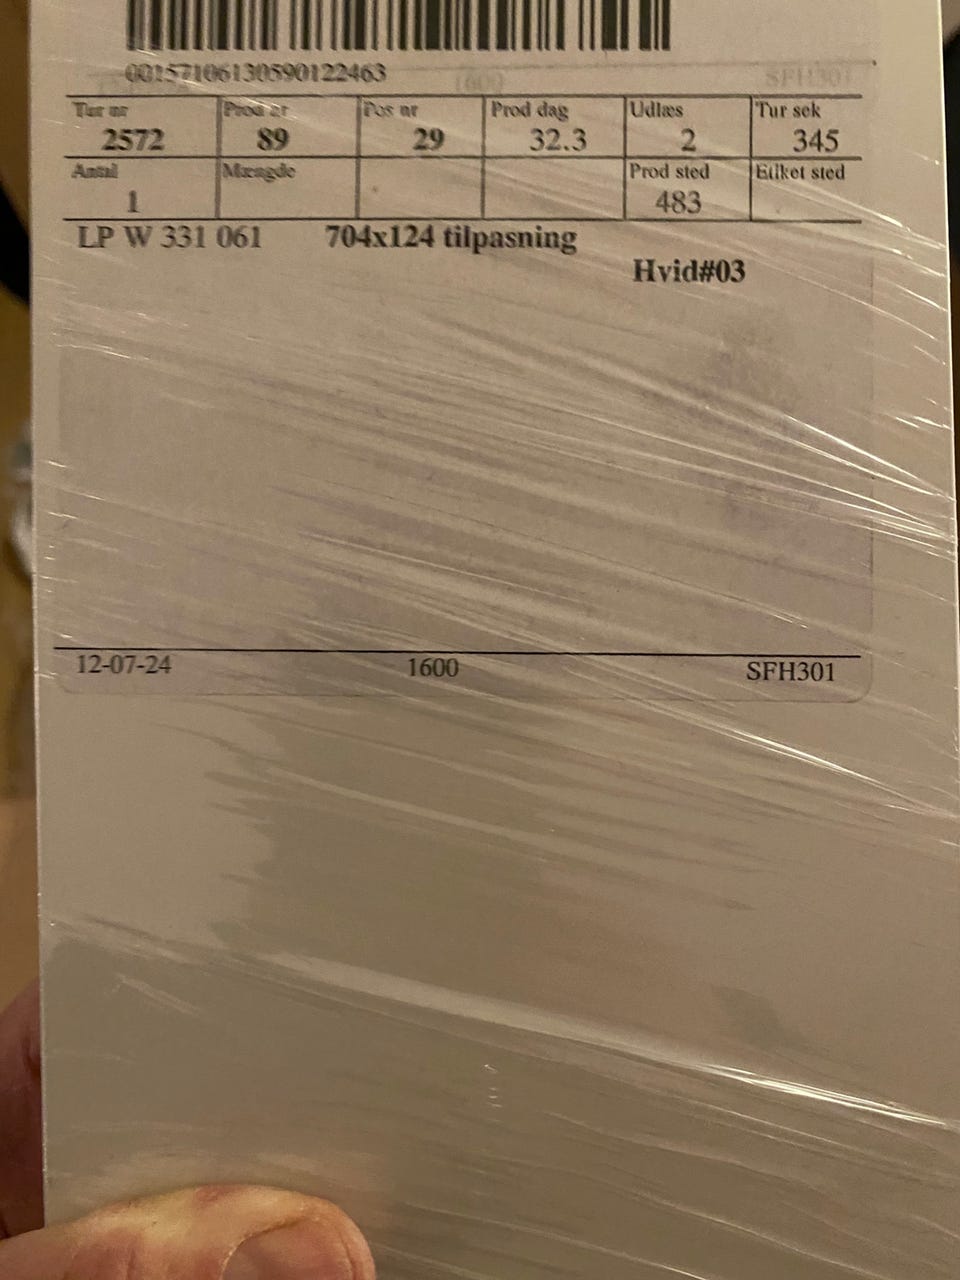 00157106130590122463
1600 SFH301
Tur nr Prod nr Pos nr Prod dag Udlæs Tur sek
2572 89 29 32.3 2 345
Antal Mængde Prod sted Etiket sted
1 483
LP W 331 061 704x124 tilpasning
Hvid#03
12-07-24 1600 SFH301